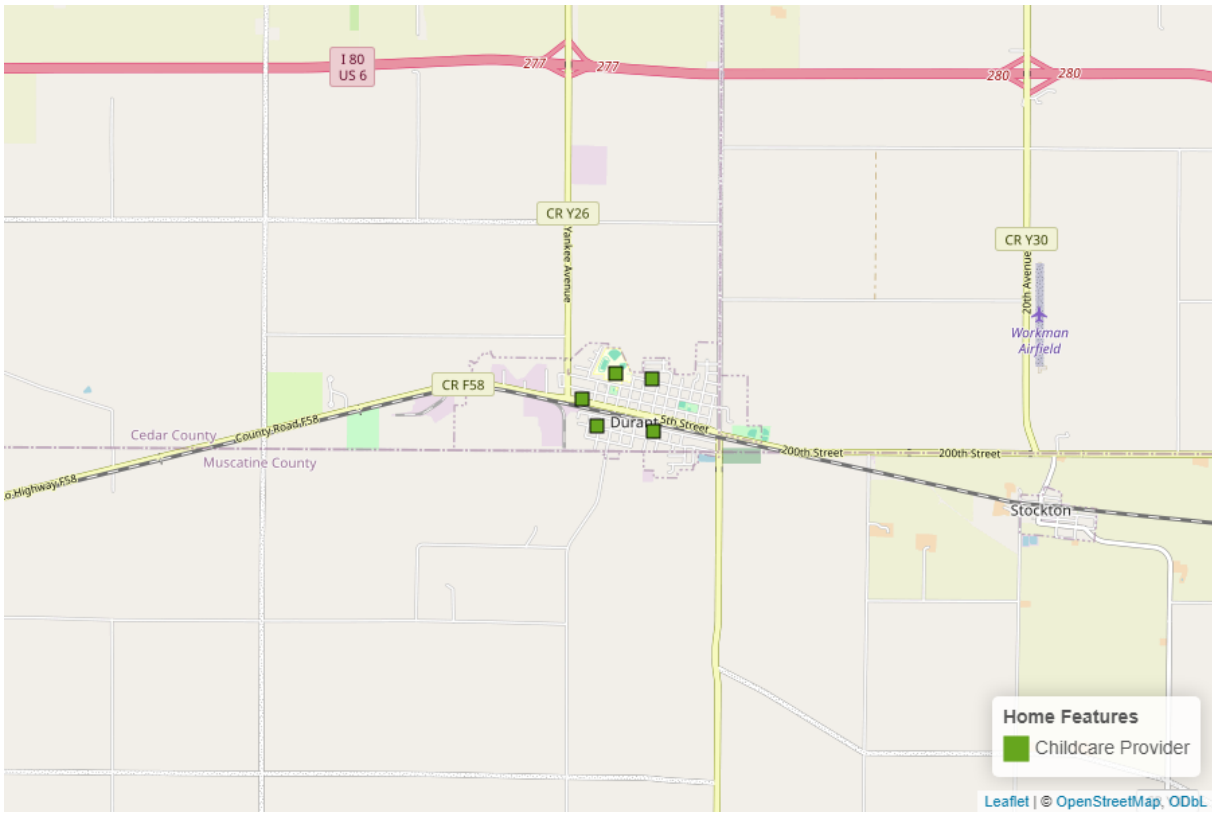 I 80
US 6
277
277
280
280
CR Y26
Yankee Avenue
CR Y30
20th Avenue
Workman
Airfield
CR F58
County Road F58
5th Street
Durant
Cedar County
Muscatine County
200th Street
200th Street
o Highway F58
Stockton
Home Features
Childcare Provider
Leaflet | © OpenStreetMap, ODbL